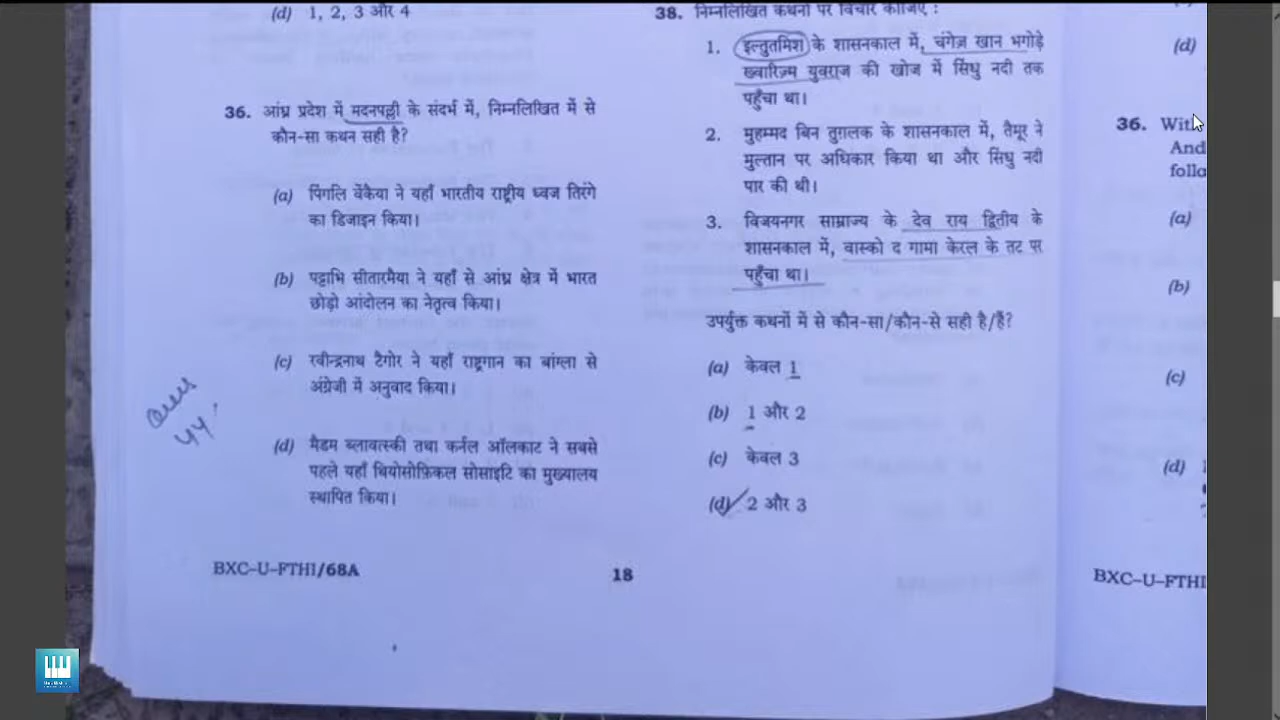 (d) 1, 2, 3 और 4
36. आंध्र प्रदेश में मदनपल्ली के संदर्भ में, निम्नलिखित में से
कौन-सा कथन सही है?
(a) पिंगलि वेंकैया ने यहाँ भारतीय राष्ट्रीय ध्वज तिरंगे
का डिजाइन किया।
(b) पट्टाभि सीतारमैया ने यहाँ से आंध्र क्षेत्र में भारत
छोड़ो आंदोलन का नेतृत्व किया।
(c) रवीन्द्रनाथ टैगोर ने यहाँ राष्ट्रगान का बांग्ला से
अंग्रेजी में अनुवाद किया।
(d) मैडम ब्लावत्स्की तथा कर्नल ऑलकाट ने सबसे
पहले यहाँ थियोसोफ़िकल सोसाइटि का मुख्यालय
स्थापित किया।
BXC-U-FTHI/68A
18
38. निम्नलिखित कथनों पर विचार कीजिए :
1. इल्तुतमिश के शासनकाल में, चंगेज़ खान भगोड़े
ख्वारिज़्म युवराज की खोज में सिंधु नदी तक
पहुँचा था।
2. मुहम्मद बिन तुग़लक के शासनकाल में, तैमूर ने
मुल्तान पर अधिकार किया था और सिंधु नदी
पार की थी।
3. विजयनगर साम्राज्य के देव राय द्वितीय के
शासनकाल में, वास्को द गामा केरल के तट पर
पहुँचा था।
उपर्युक्त कथनों में से कौन-सा/कौन-से सही है/हैं?
(a) केवल 1
(b) 1 और 2
(c) केवल 3
(d) 2 और 3
(d)
36. With
And
follo
(a)
(b)
(c)
(d)
BXC-U-FTHI